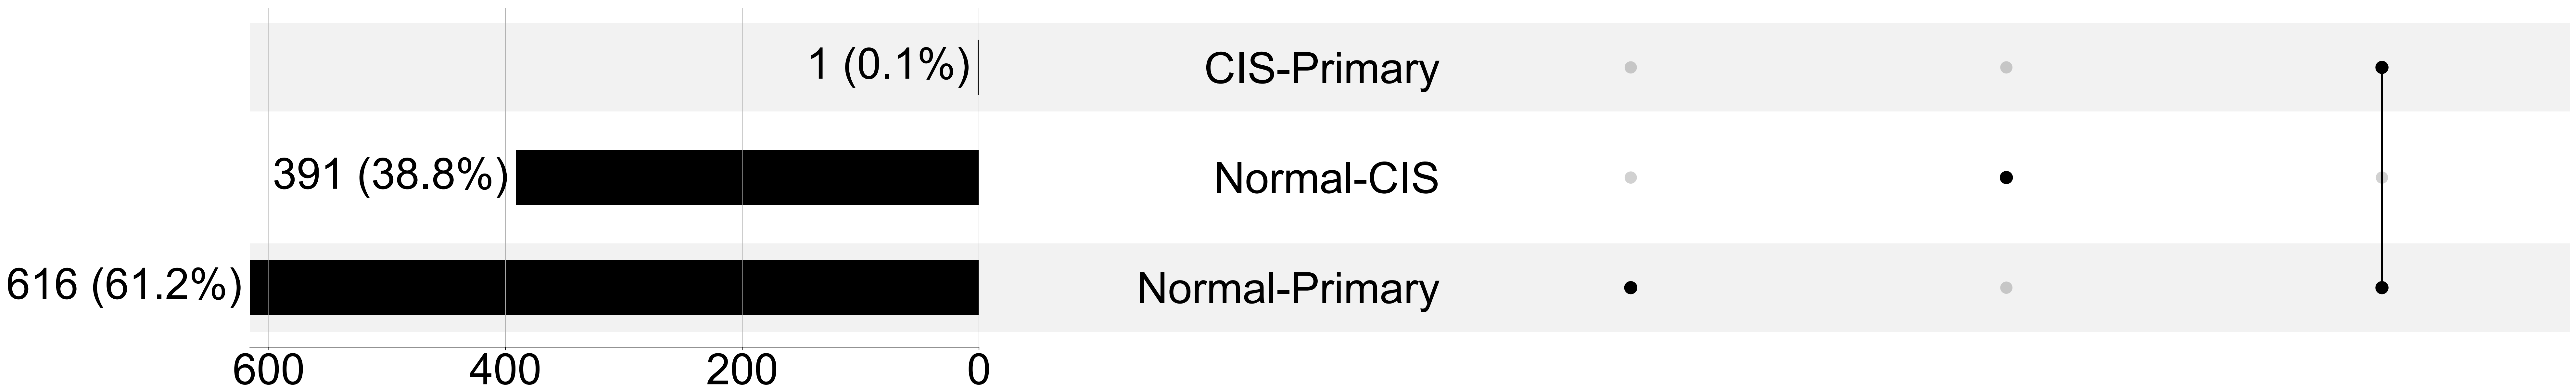 1 (0.1%) CIS-Primary
391 (38.8%) Normal-CIS
616 (61.2%) Normal-Primary
600 400 200 0